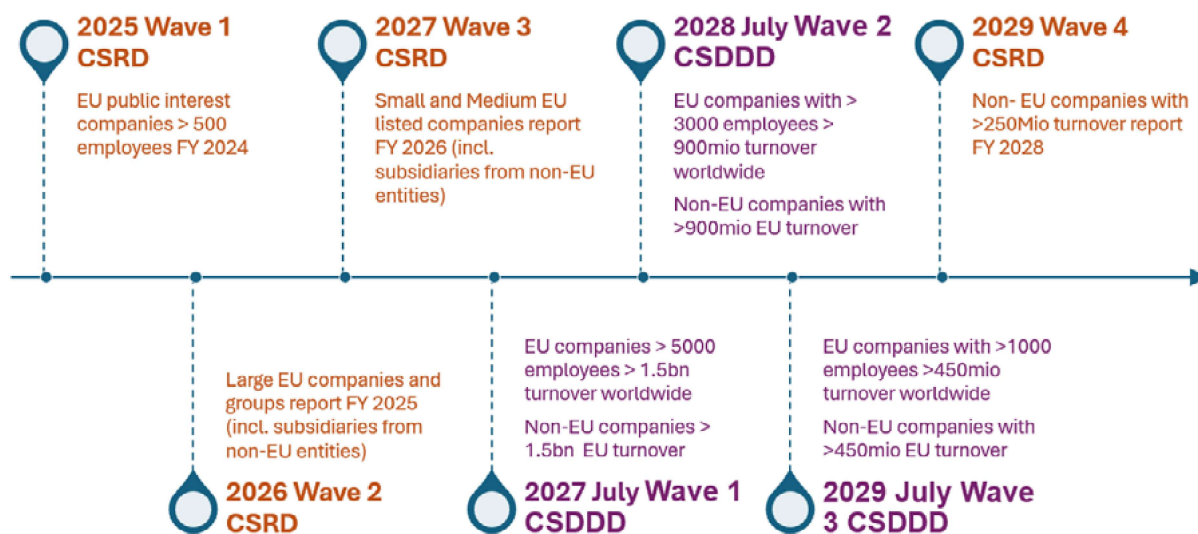 2025 Wave 1
CSRD
EU public interest
companies > 500
employees FY 2024
2027 Wave 3
CSRD
Small and Medium EU
listed companies report
FY 2026 (incl.
subsidiaries from non-EU
entities)
2028 July Wave 2
CSDDD
EU companies with >
3000 employees >
900mio turnover
worldwide
Non-EU companies with
>900mio EU turnover
2029 Wave 4
CSRD
Non- EU companies with
>250Mio turnover report
FY 2028
Large EU companies and
groups report FY 2025
(incl. subsidiaries from
non-EU entities)
2026 Wave 2
CSRD
EU companies > 5000
employees > 1.5bn
turnover worldwide
Non-EU companies >
1.5bn EU turnover
2027 July Wave 1
CSDDD
EU companies with >1000
employees >450mio
turnover worldwide
Non-EU companies with
>450mio EU turnover
2029 July Wave
3 CSDDD